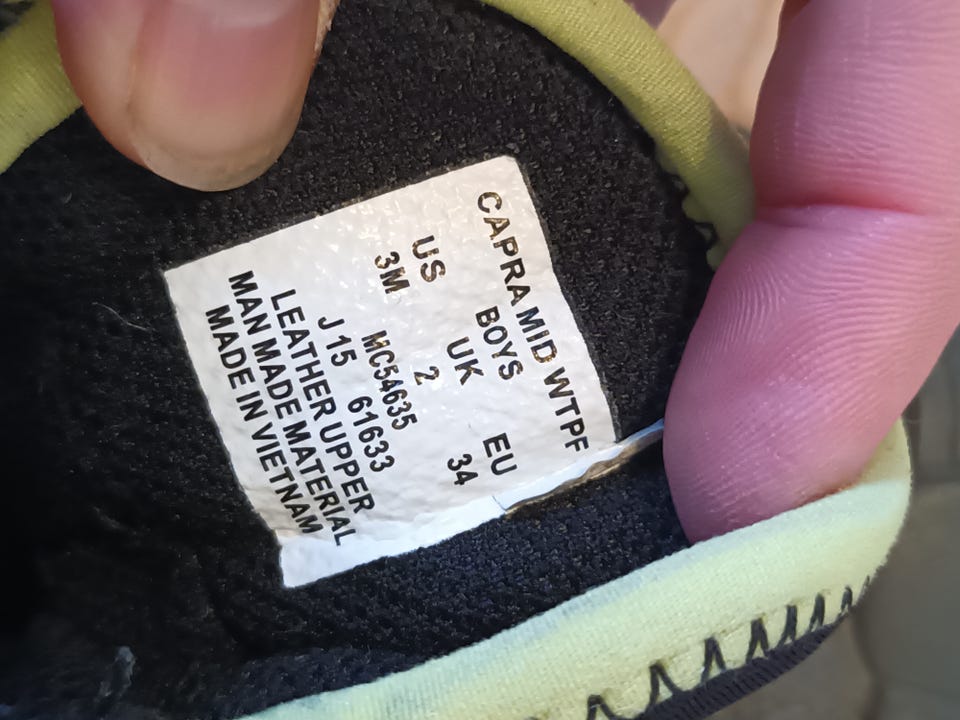 CAPRA MID WTPF
BOYS
US UK EU
3M 2 34
MC54635
J 15 61633
LEATHER UPPER
MAN MADE MATERIAL
MADE IN VIETNAM